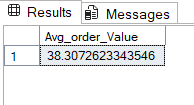 Results Messages
Avg_order_Value
1 38.3072623343546